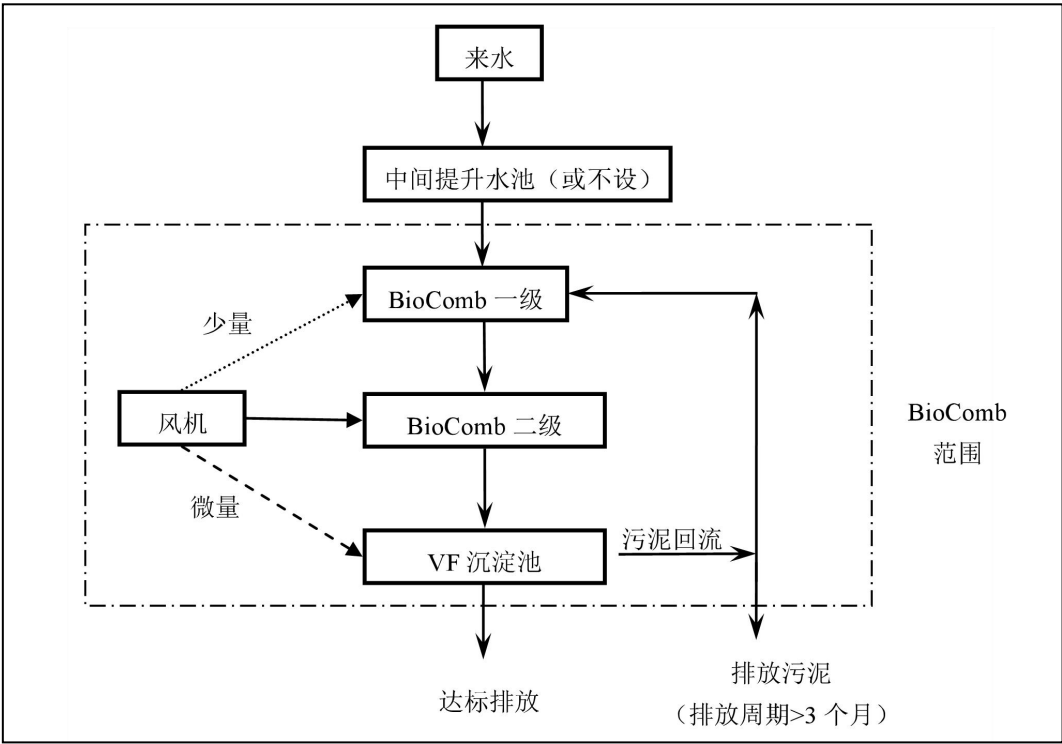 来水
中间提升水池（或不设）
BioComb 一级
少量
风机
BioComb 二级
BioComb
范围
微量
VF 沉淀池
污泥回流
达标排放
排放污泥
（排放周期>3 个月）